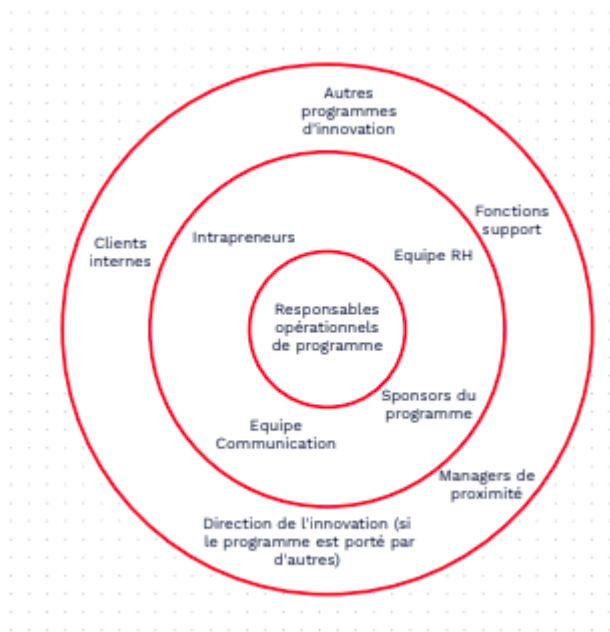 Autres
programmes
d'innovation
Fonctions
support
Clients
internes
Intrapreneurs
Equipe RH
Responsables
opérationnels
de programme
Sponsors du
programme
Equipe
Communication
Managers de
proximité
Direction de l'innovation (si
le programme est porté par
d'autres)